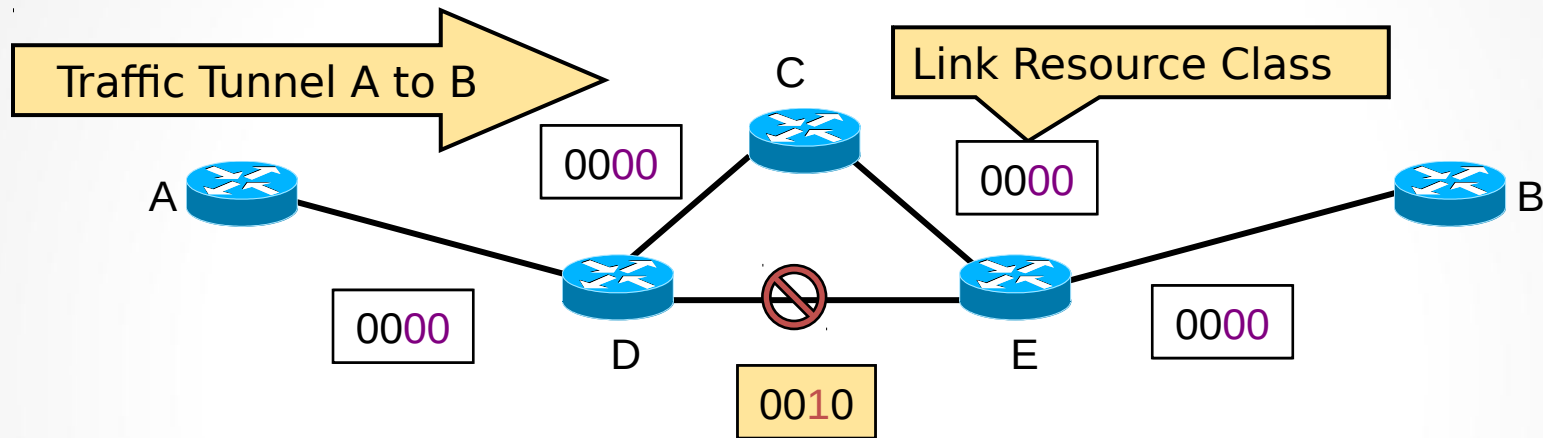 Traffic Tunnel A to B
C
Link Resource Class
0000
0000
A
B
0000
0000
D
E
0010